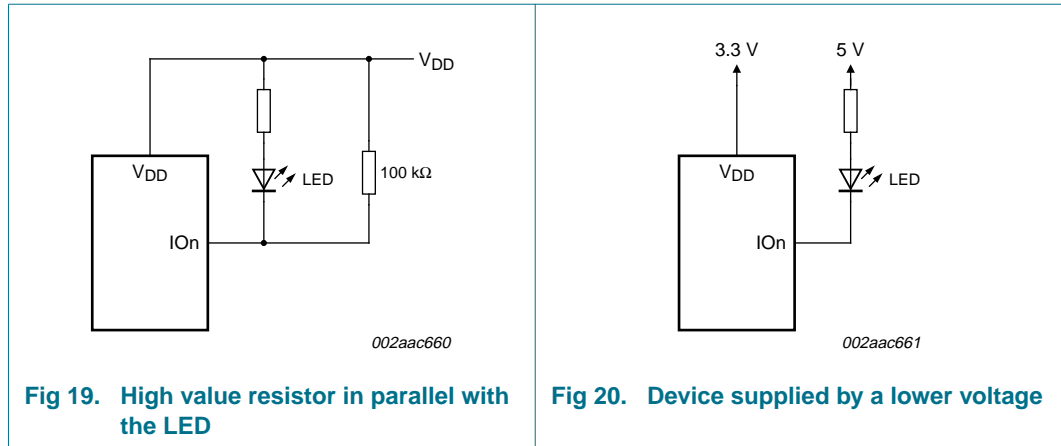 VDD
VDD
LED
100 kΩ
IOn
002aac660
Fig 19. High value resistor in parallel with
the LED
3.3 V
5 V
VDD
LED
IOn
002aac661
Fig 20. Device supplied by a lower voltage